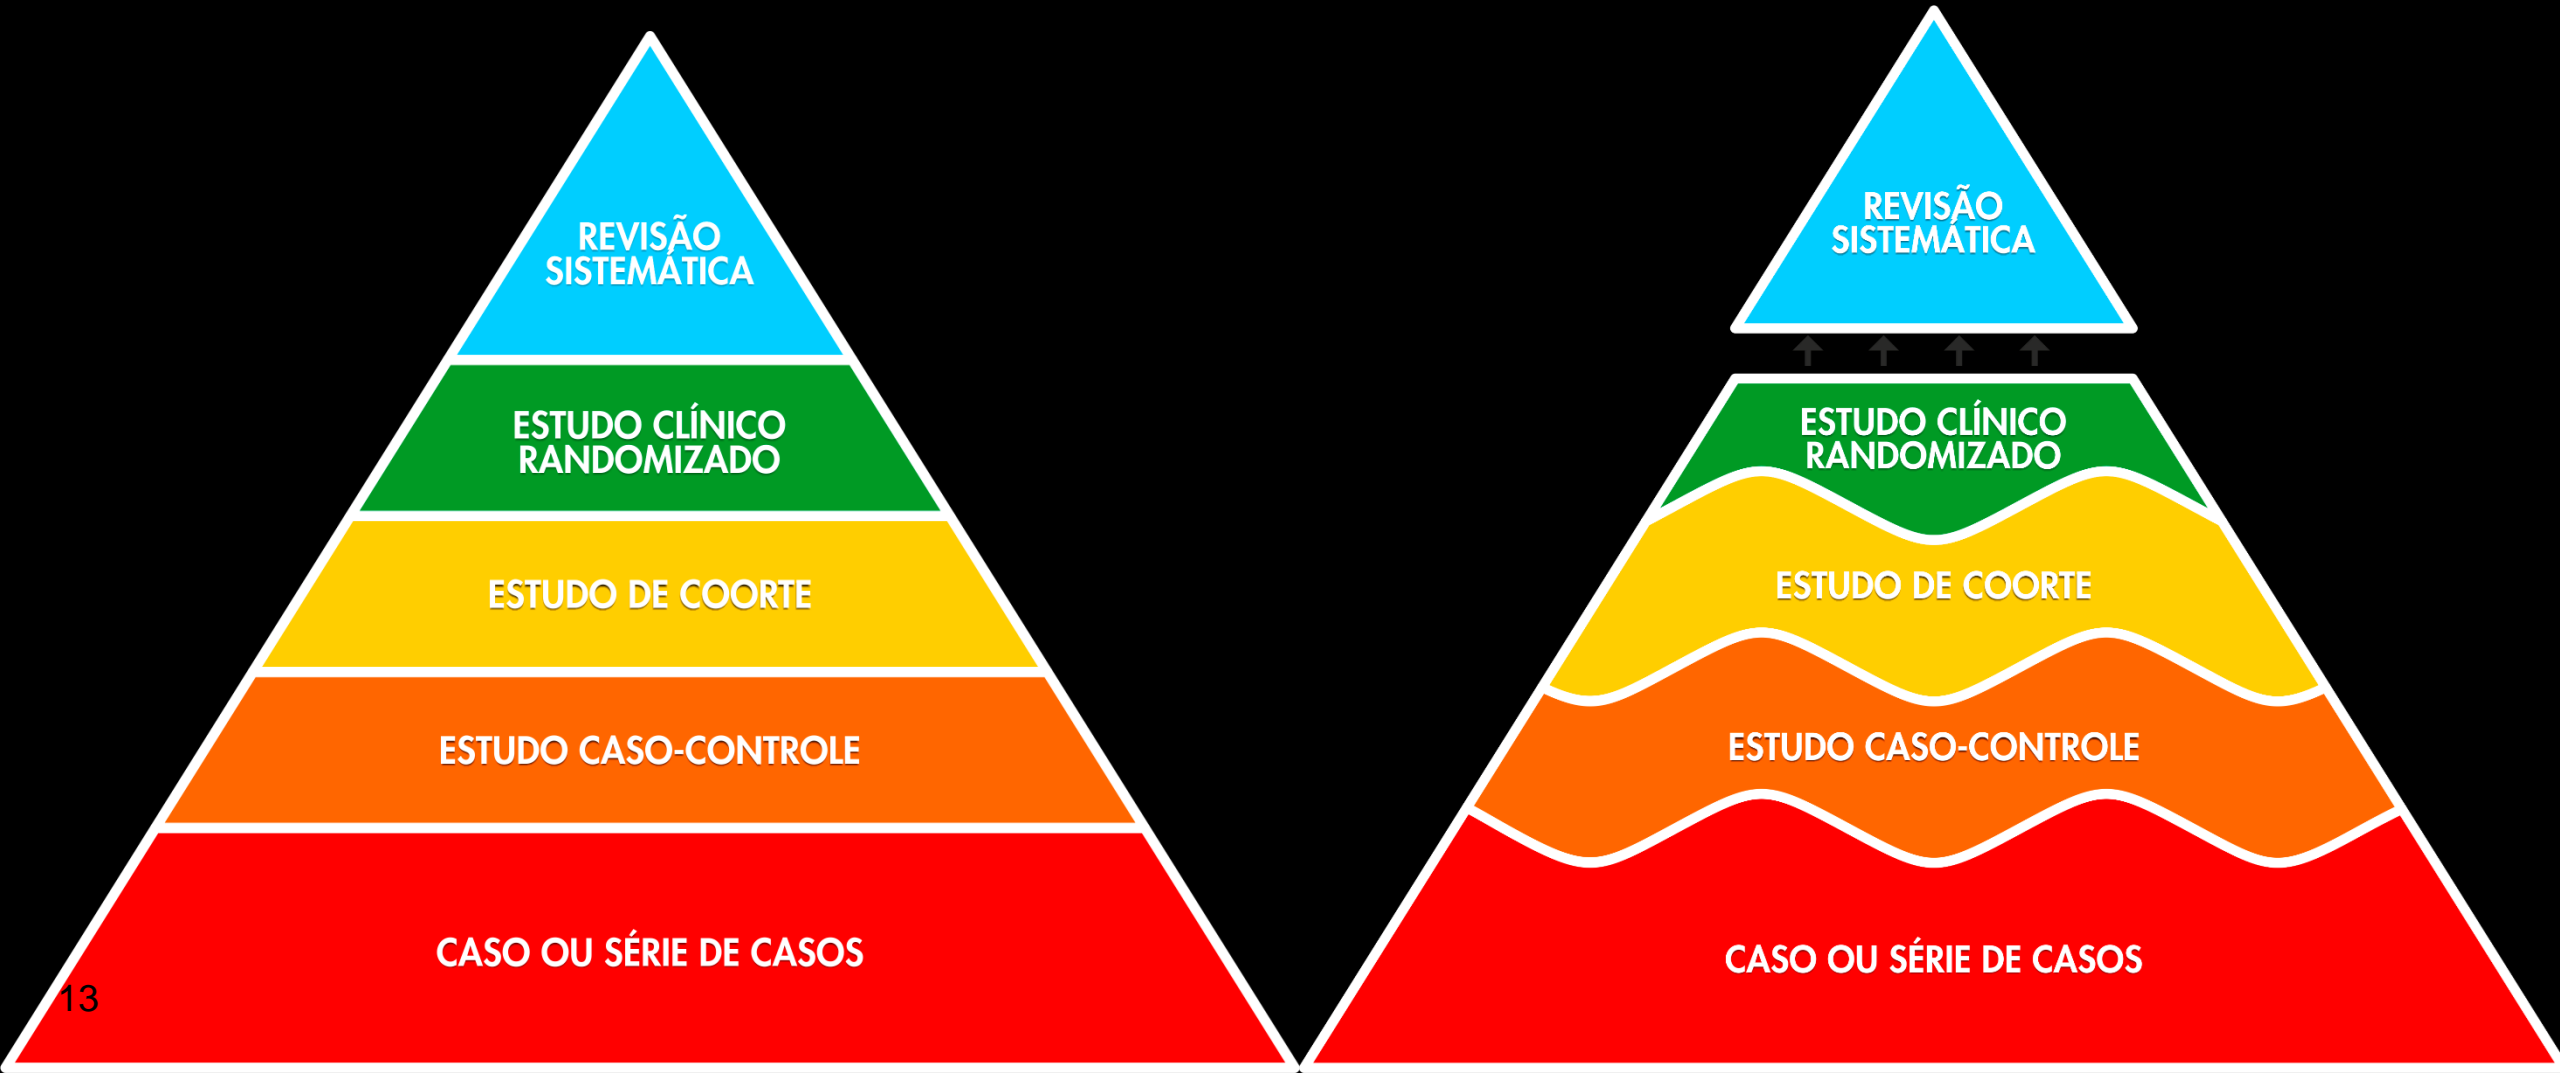 REVISÃO
SISTEMÁTICA
ESTUDO CLÍNICO
RANDOMIZADO
ESTUDO DE COORTE
ESTUDO CASO-CONTROLE
CASO OU SÉRIE DE CASOS
13
REVISÃO
SISTEMÁTICA
ESTUDO CLÍNICO
RANDOMIZADO
ESTUDO DE COORTE
ESTUDO CASO-CONTROLE
CASO OU SÉRIE DE CASOS